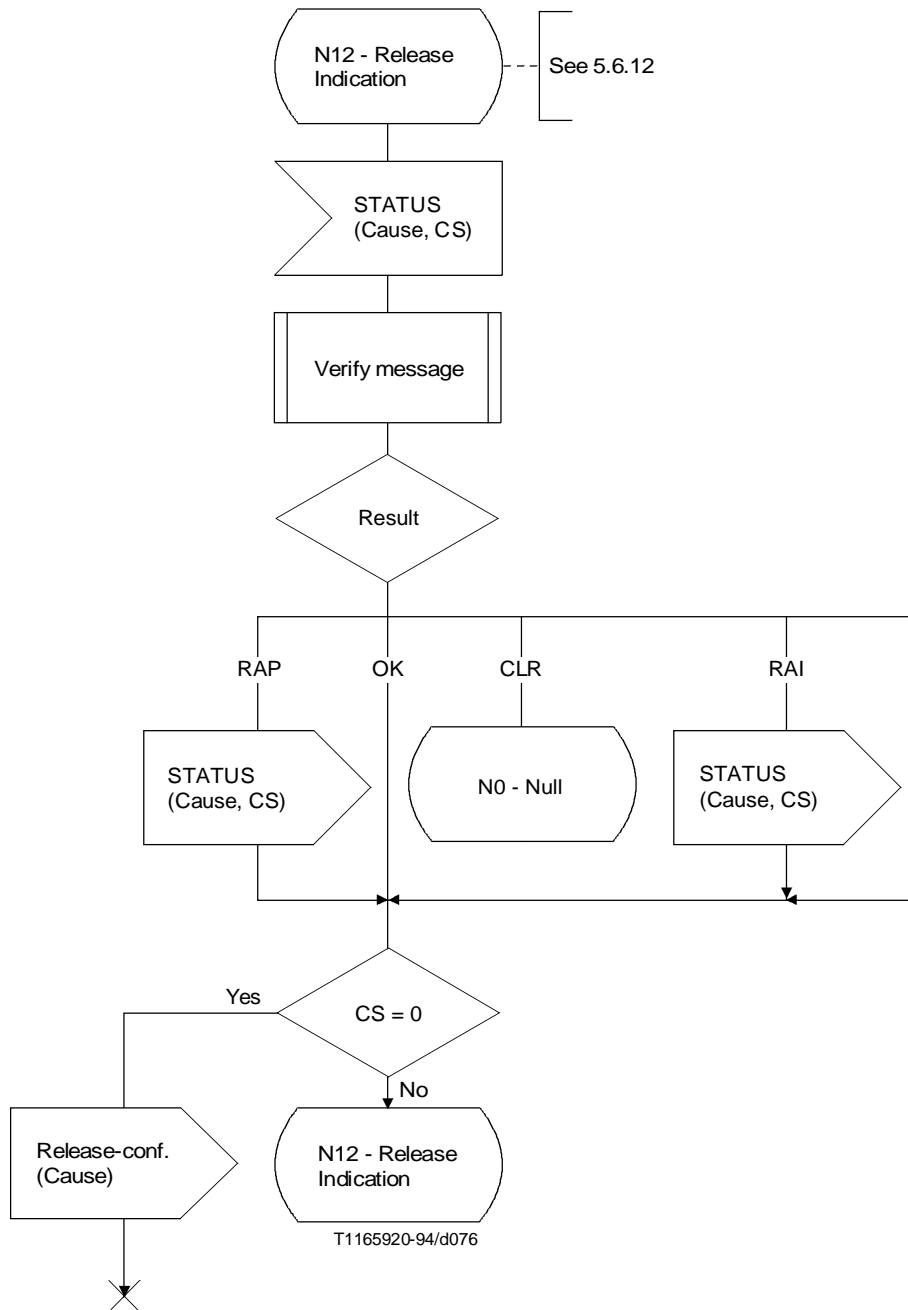 N12 - Release
Indication
See 5.6.12
STATUS
(Cause, CS)
Verify message
Result
RAP
OK
CLR
RAI
STATUS
(Cause, CS)
N0 - Null
STATUS
(Cause, CS)
Yes
CS = 0
No
Release-conf.
(Cause)
N12 - Release
Indication
T1165920-94/d076